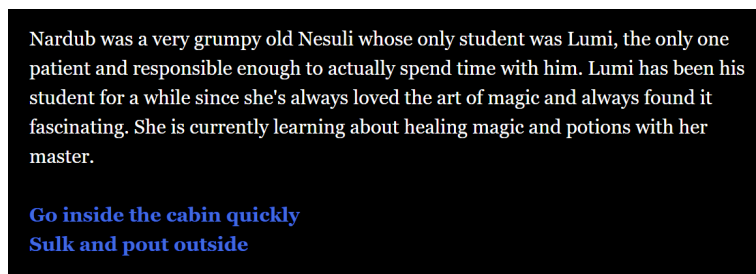 Nardub was a very grumpy old Nesuli whose only student was Lumi, the only one
patient and responsible enough to actually spend time with him. Lumi has been his
student for a while since she's always loved the art of magic and always found it
fascinating. She is currently learning about healing magic and potions with her
master.
Go inside the cabin quickly
Sulk and pout outside